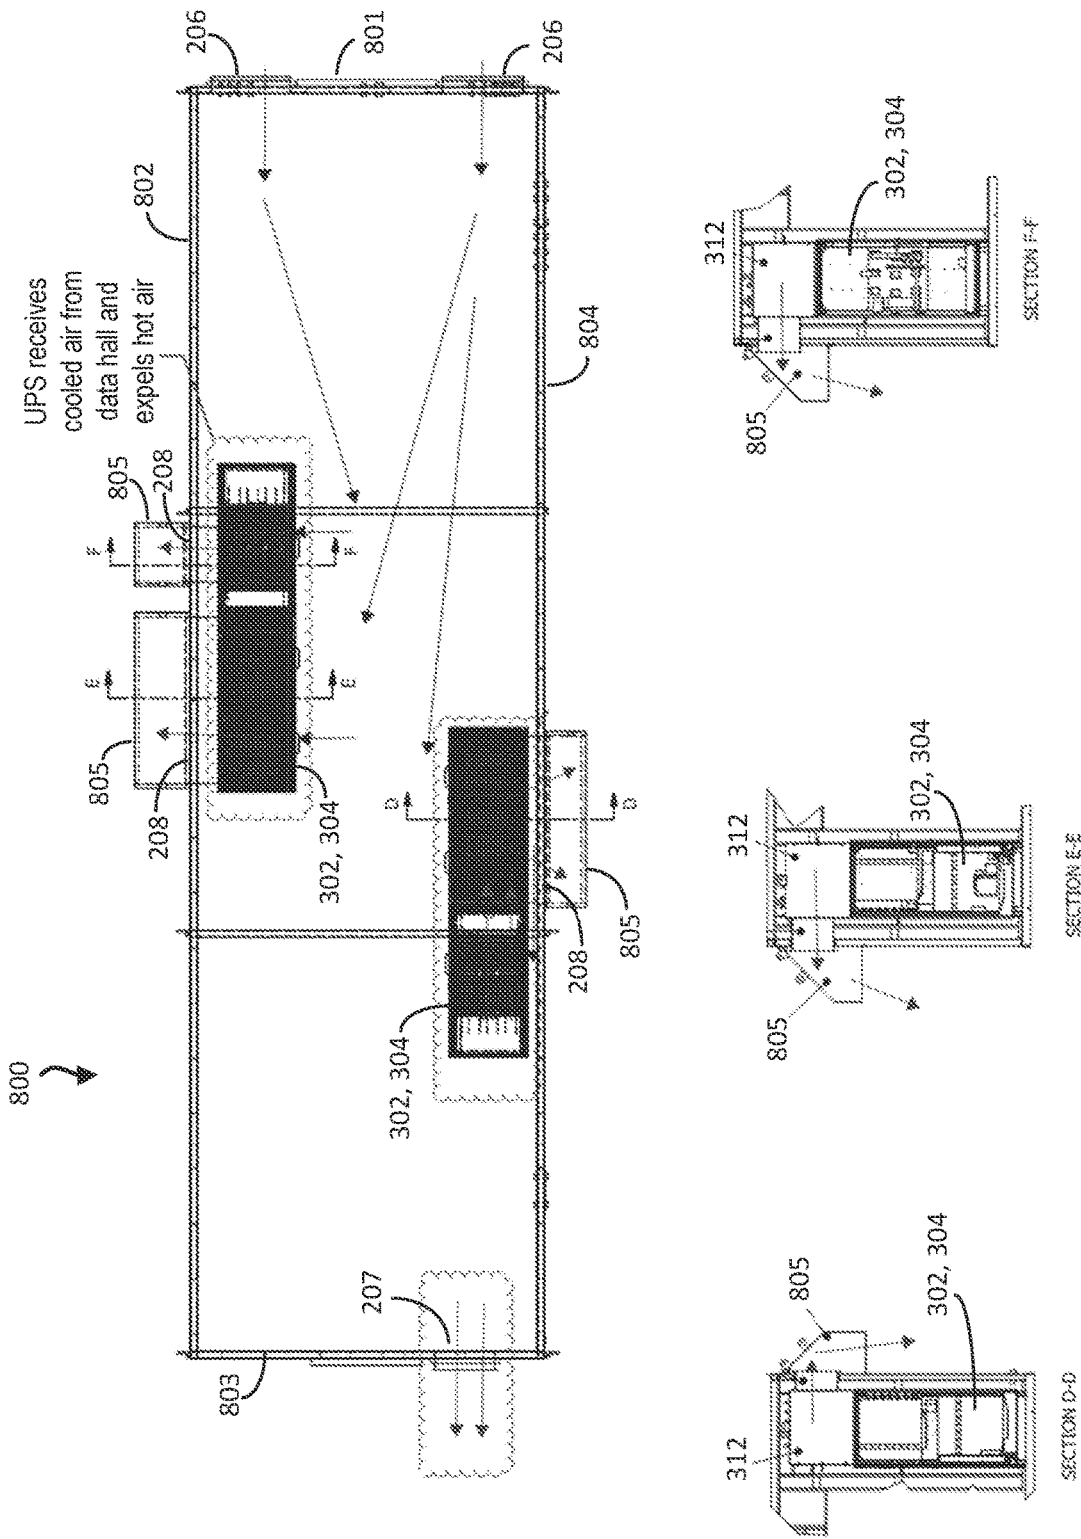 800
UPS receives
cooled air from
data hall and
expels hot air
802
206
801
206
805
208
F
F
E
E
805
208
302, 304
804
D
D
208
805
302, 304
207
803
312
805
302, 304
SECTION D-D
312
805
302, 304
SECTION E-E
312
805
302, 304
SECTION F-F